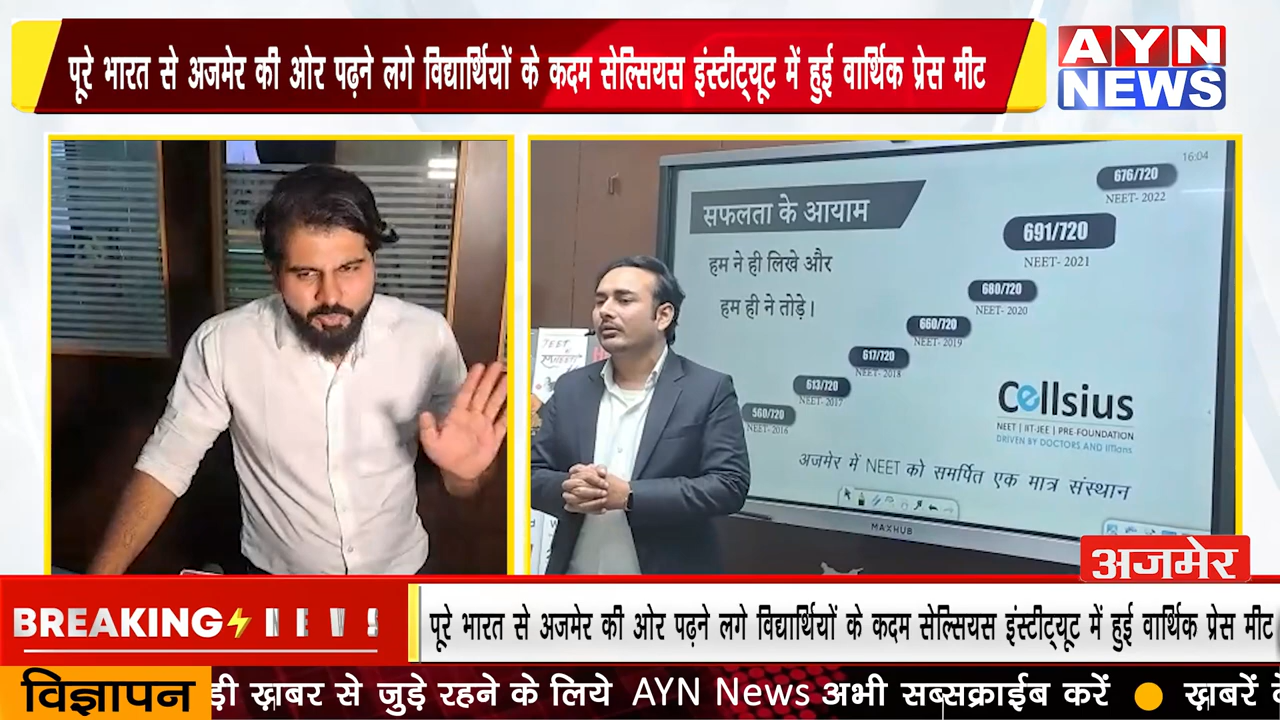 पूरे भारत से अजमेर की ओर पढ़ने लगे विद्यार्थियों के कदम सेल्सियस इंस्टीट्यूट में हुई वार्थिक प्रेस मीट
AYN
NEWS
16:04
676/720
NEET- 2022
सफलता के आयाम
691/720
NEET- 2021
हम ने ही लिखे और
हम ही ने तोड़े।
680/720
NEET- 2020
660/720
NEET- 2019
617/720
NEET- 2018
613/720
NEET- 2017
560/720
NEET- 2016
Cellsius
NEET | IIT-JEE | PRE-FOUNDATION
DRIVEN BY DOCTORS AND IITians
अजमेर में NEET को समर्पित एक मात्र संस्थान
MAXHUB
अजमेर
BREAKING NEWS
पूरे भारत से अजमेर की ओर पढ़ने लगे विद्यार्थियों के कदम सेल्सियस इंस्टीट्यूट में हुई वार्थिक प्रेस मीट
विज्ञापन
ड़ी ख़बर से जुड़े रहने के लिये AYN News अभी सब्सक्राईब करें ख़बरें